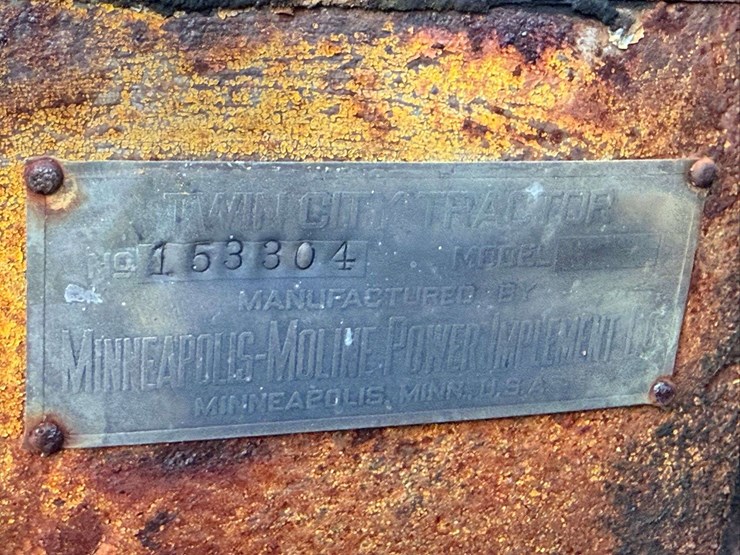 TWIN CITY TRACTOR
NO 153304 MODEL
MANUFACTURED BY
MINNEAPOLIS-MOLINE POWER IMPLEMENT CO
MINNEAPOLIS, MINN., U.S.A.